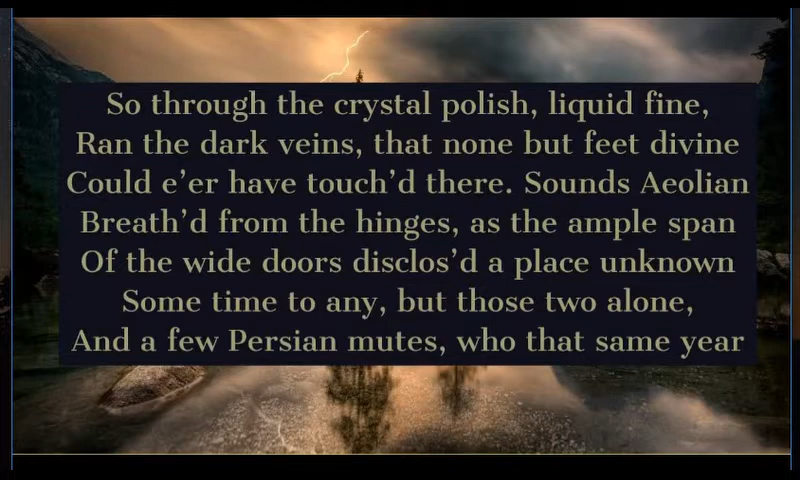 So through the crystal polish, liquid fine,
Ran the dark veins, that none but feet divine
Could e’er have touch’d there. Sounds Aeolian
Breath’d from the hinges, as the ample span
Of the wide doors disclos’d a place unknown
Some time to any, but those two alone,
And a few Persian mutes, who that same year